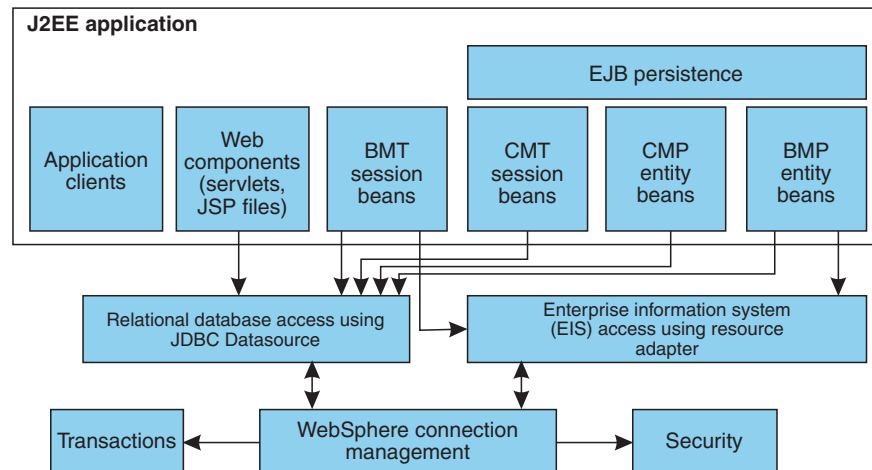 J2EE application
EJB persistence
Application
clients
Web
components
(servlets,
JSP files)
BMT
session
beans
CMT
session
beans
CMP
entity
beans
BMP
entity
beans
Relational database access using
JDBC Datasource
Enterprise information system
(EIS) access using resource
adapter
Transactions
WebSphere connection
management
Security